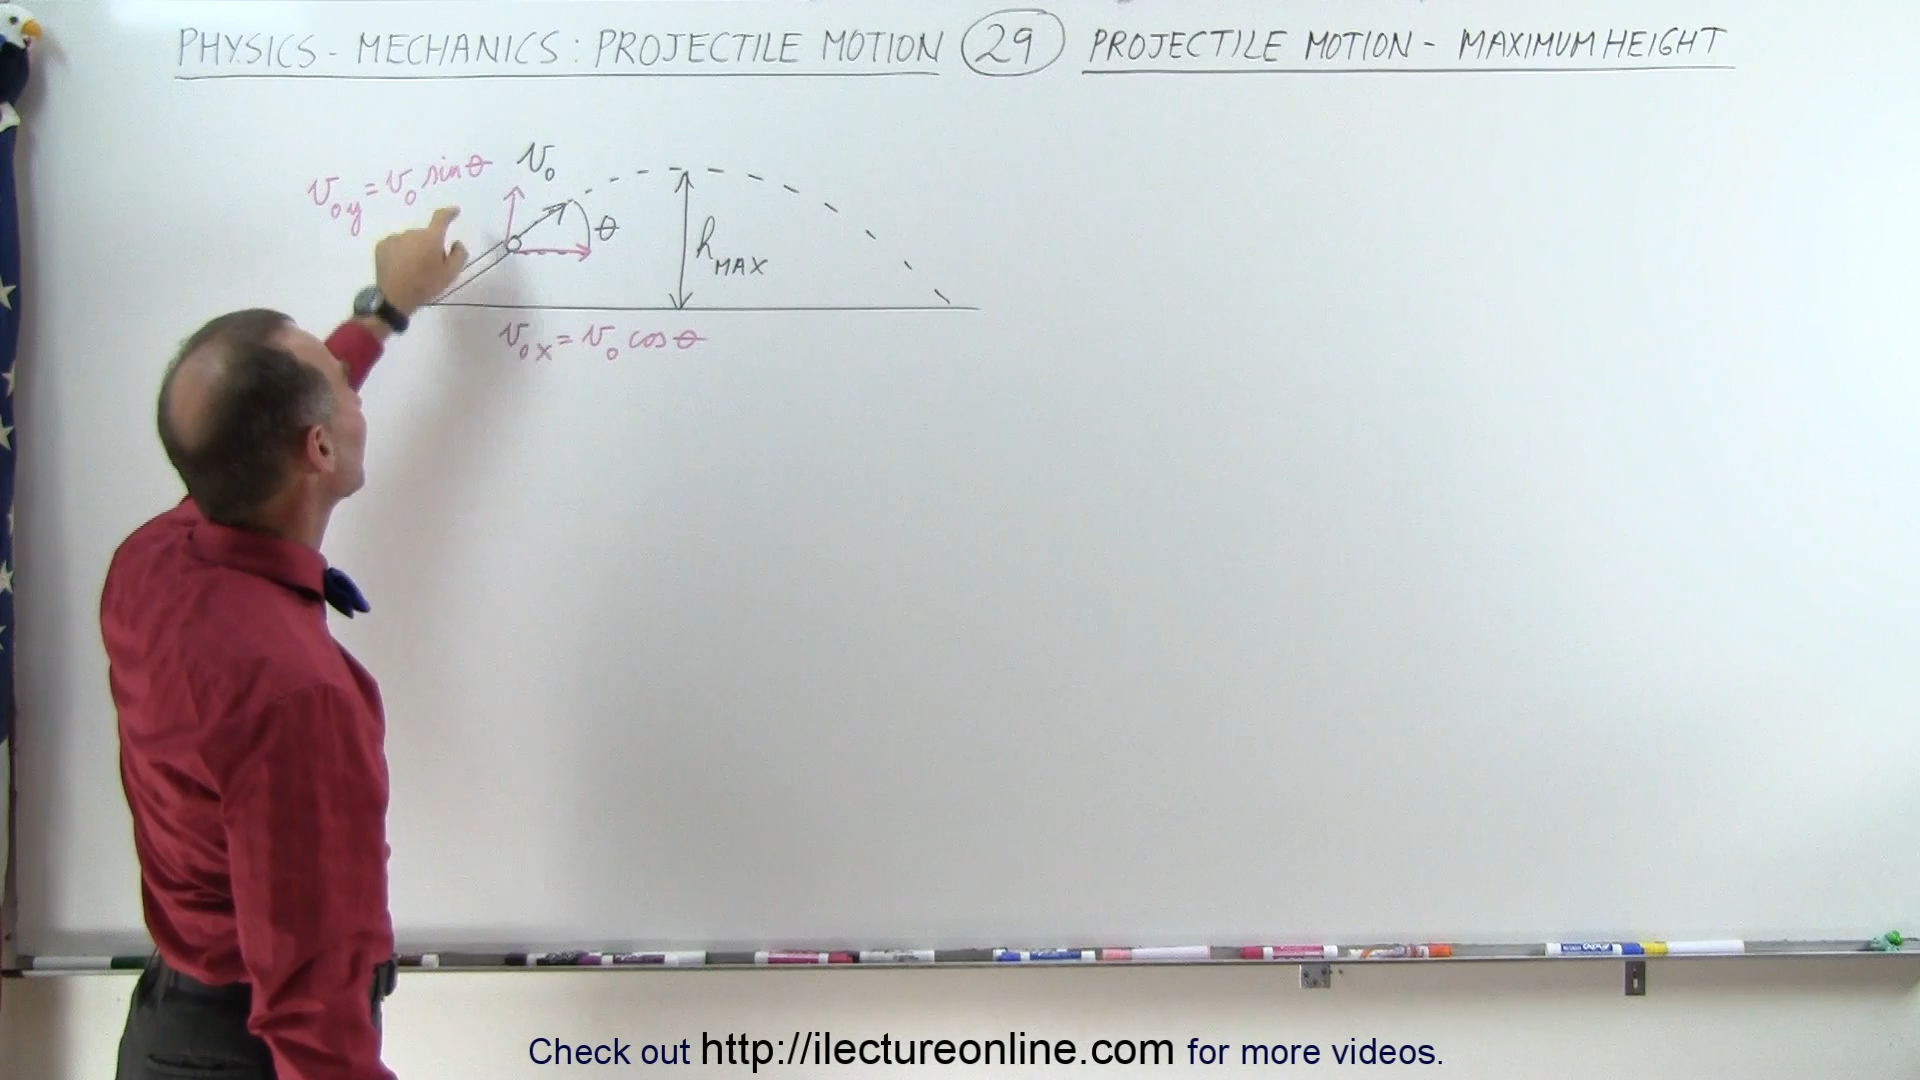 PHYSICS - MECHANICS: PROJECTILE MOTION 29 PROJECTILE MOTION - MAXIMUM HEIGHT
v₀y = v₀ sin θ
v₀
θ
hMAX
v₀x = v₀ cos θ
Check out http://ilectureonline.com for more videos.